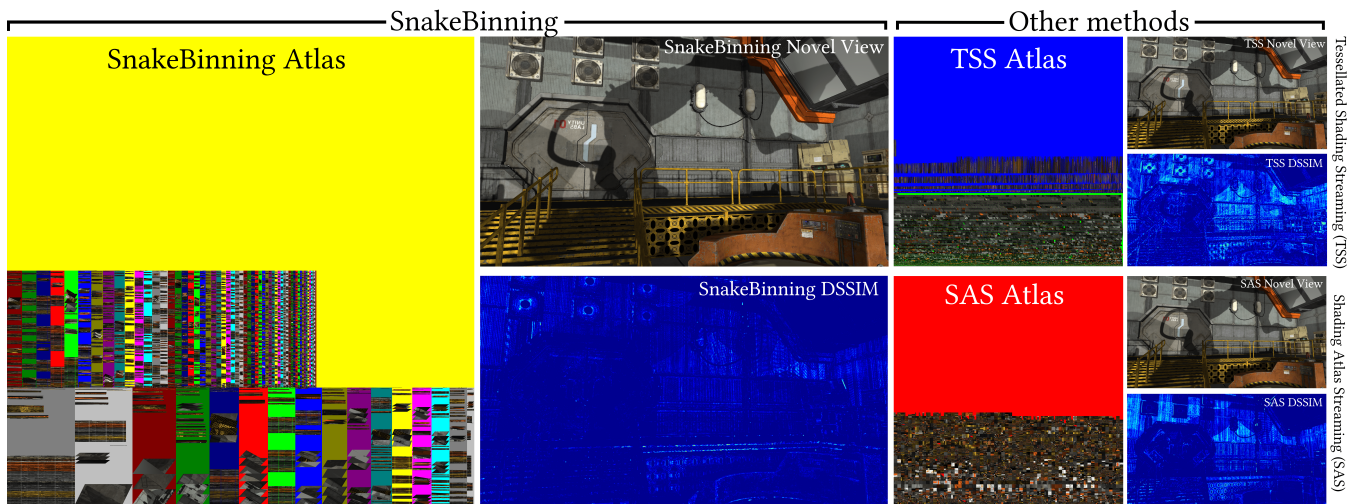 SnakeBinning
Other methods
SnakeBinning Atlas
SnakeBinning Novel View
TSS Atlas
TSS Novel View
Tessellated Shading Streaming (TSS)
TSS DSSIM
SnakeBinning DSSIM
SAS Atlas
SAS Novel View
Shading Atlas Streaming (SAS)
SAS DSSIM